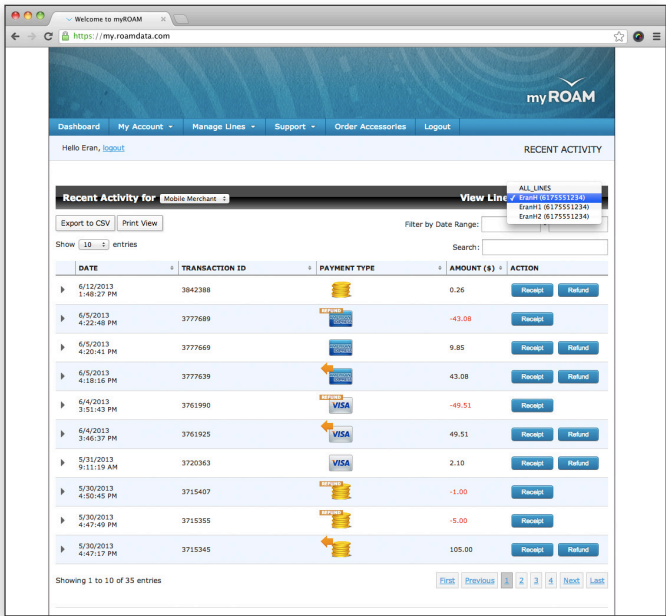 Welcome to myROAM
https://my.roamdata.com
my ROAM
Dashboard My Account Manage Lines Support Order Accessories Logout
Hello Eran, logout RECENT ACTIVITY
Recent Activity for Mobile Merchant View Line
ALL_LINES
✓ EranH (6175551234)
EranH1 (6175551234)
EranH2 (6175551234)
Export to CSV Print View Filter by Date Range: -
Show 10 entries Search:
DATE TRANSACTION ID PAYMENT TYPE AMOUNT ($) ACTION
6/12/2013
1:48:27 PM 3842388 0.26 Receipt Refund
REFUND
6/5/2013
4:22:48 PM 3777689 AMERICAN EXPRESS -43.08 Receipt
6/5/2013
4:20:41 PM 3777669 AMERICAN EXPRESS 9.85 Receipt Refund
6/5/2013
4:18:16 PM 3777639 AMERICAN EXPRESS 43.08 Receipt Refund
REFUND
6/4/2013
3:51:43 PM 3761990 VISA -49.51 Receipt
6/4/2013
3:46:37 PM 3761925 VISA 49.51 Receipt Refund
5/31/2013
9:11:19 AM 3720363 VISA 2.10 Receipt Refund
REFUND
5/30/2013
4:50:45 PM 3715407 -1.00 Receipt
REFUND
5/30/2013
4:47:49 PM 3715355 -5.00 Receipt
5/30/2013
4:47:17 PM 3715345 105.00 Receipt Refund
Showing 1 to 10 of 35 entries First Previous 1 2 3 4 Next Last